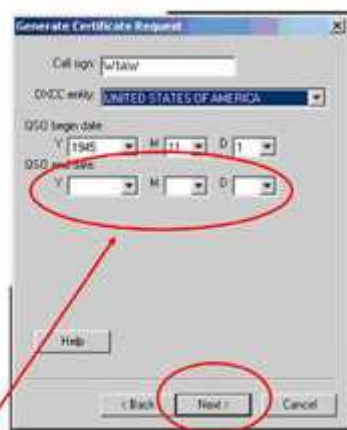 Generate Certificate Request
Call sign: W1AW
DXCC entity: UNITED STATES OF AMERICA
QSO begin date
Y 1945 M 11 D 1
QSO end date
Y M D
Help
< Back Next > Cancel